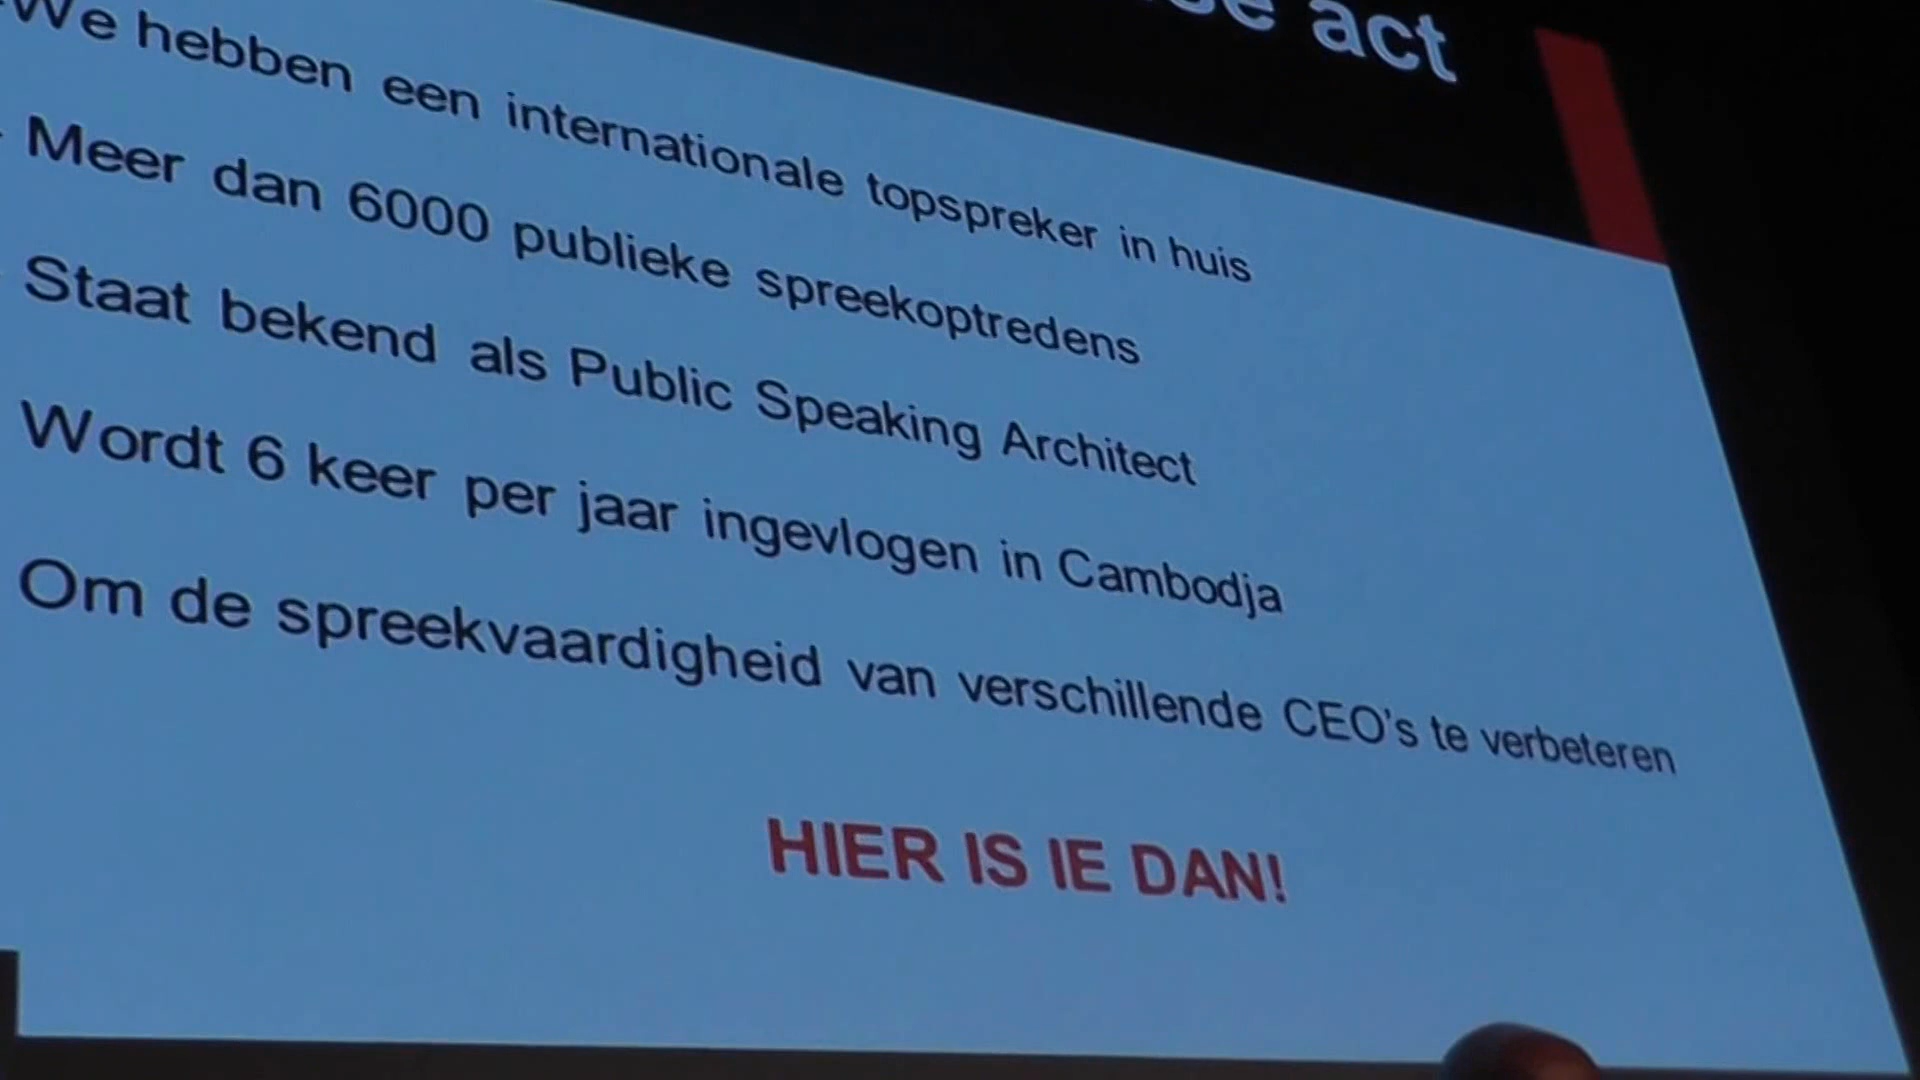 act
We hebben een internationale topspreker in huis
- Meer dan 6000 publieke spreekoptredens
Staat bekend als Public Speaking Architect
Wordt 6 keer per jaar ingevlogen in Cambodja
Om de spreekvaardigheid van verschillende CEO's te verbeteren
HIER IS IE DAN!